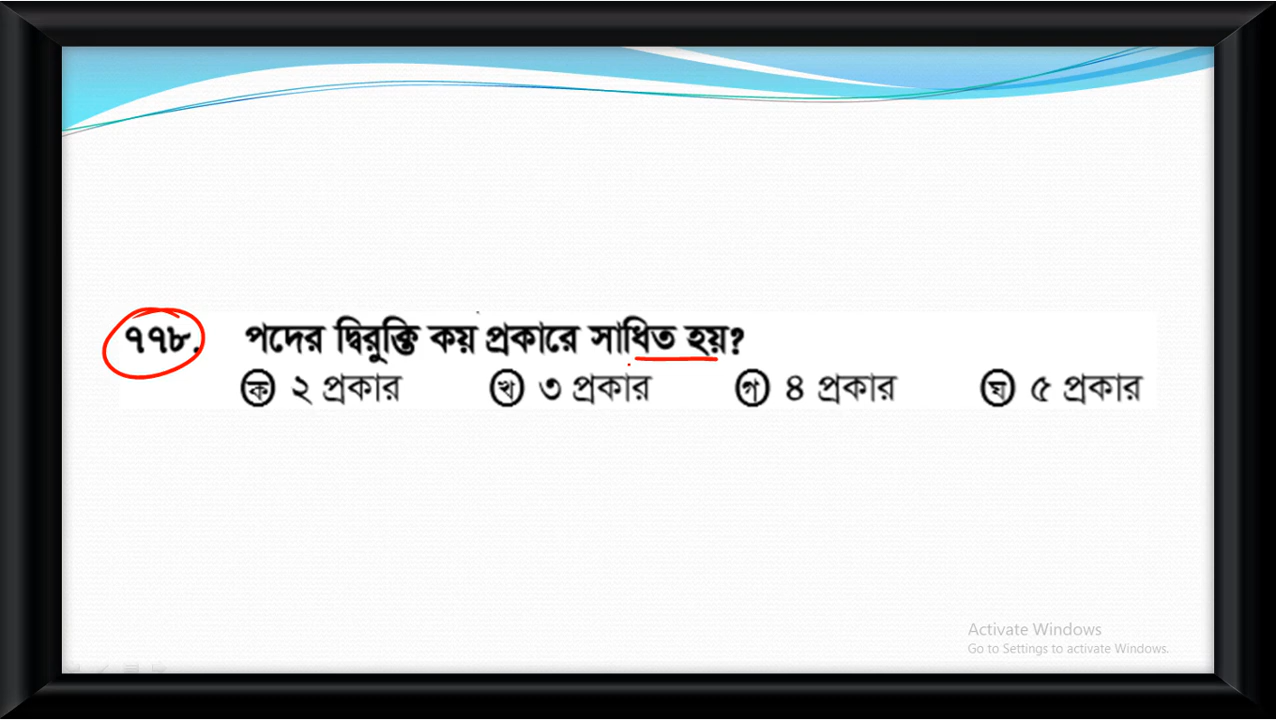 ৭৭৮. পদের দ্বিরুক্তি কয় প্রকারে সাধিত হয়?
ক ২ প্রকার খ ৩ প্রকার গ ৪ প্রকার ঘ ৫ প্রকার
Activate Windows
Go to Settings to activate Windows.